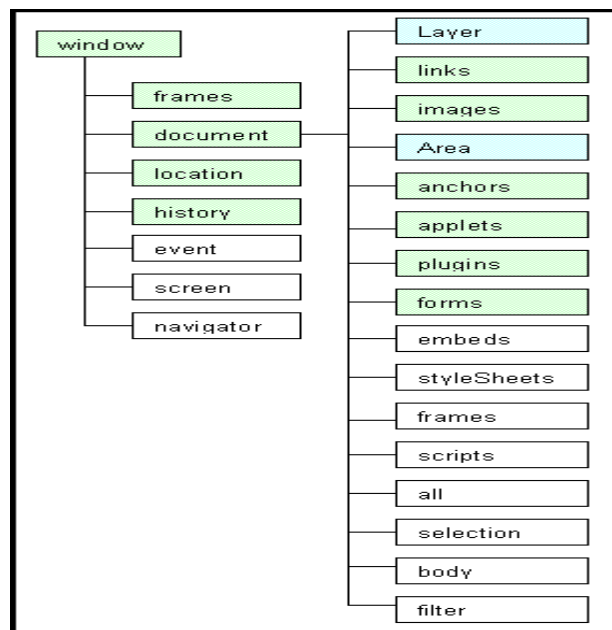 window
frames
document
location
history
event
screen
navigator
Layer
links
images
Area
anchors
applets
plugins
forms
embeds
styleSheets
frames
scripts
all
selection
body
filter